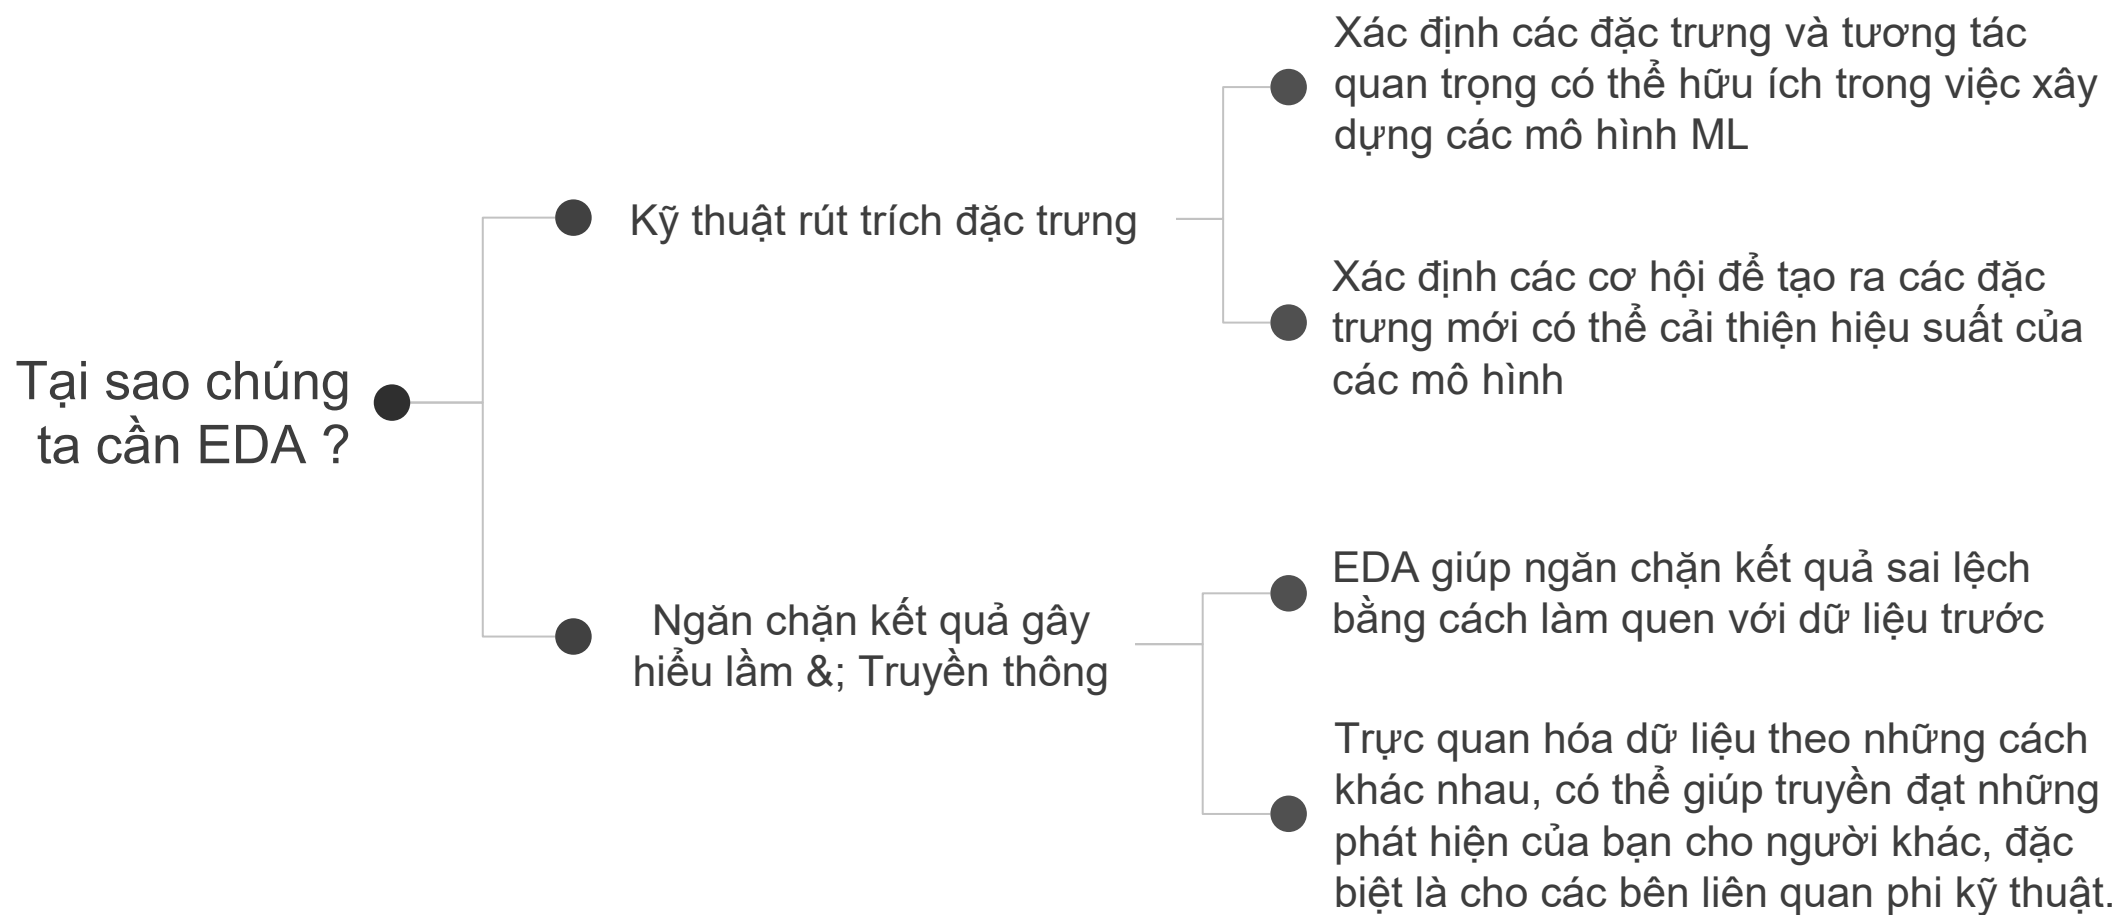 Tại sao chúng
ta cần EDA ?
Kỹ thuật rút trích đặc trưng
Xác định các đặc trưng và tương tác
quan trọng có thể hữu ích trong việc xây
dựng các mô hình ML
Xác định các cơ hội để tạo ra các đặc
trưng mới có thể cải thiện hiệu suất của
các mô hình
Ngăn chặn kết quả gây
hiểu lầm &; Truyền thông
EDA giúp ngăn chặn kết quả sai lệch
bằng cách làm quen với dữ liệu trước
Trực quan hóa dữ liệu theo những cách
khác nhau, có thể giúp truyền đạt những
phát hiện của bạn cho người khác, đặc
biệt là cho các bên liên quan phi kỹ thuật.